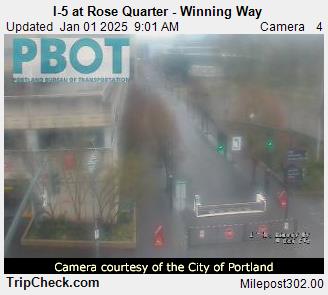 I-5 at Rose Quarter - Winning Way
Updated Jan 01 2025 9:01 AM Camera 4
PBOT
PORTLAND BUREAU OF TRANSPORTATION
Camera courtesy of the City of Portland
TripCheck.com Milepost302.00